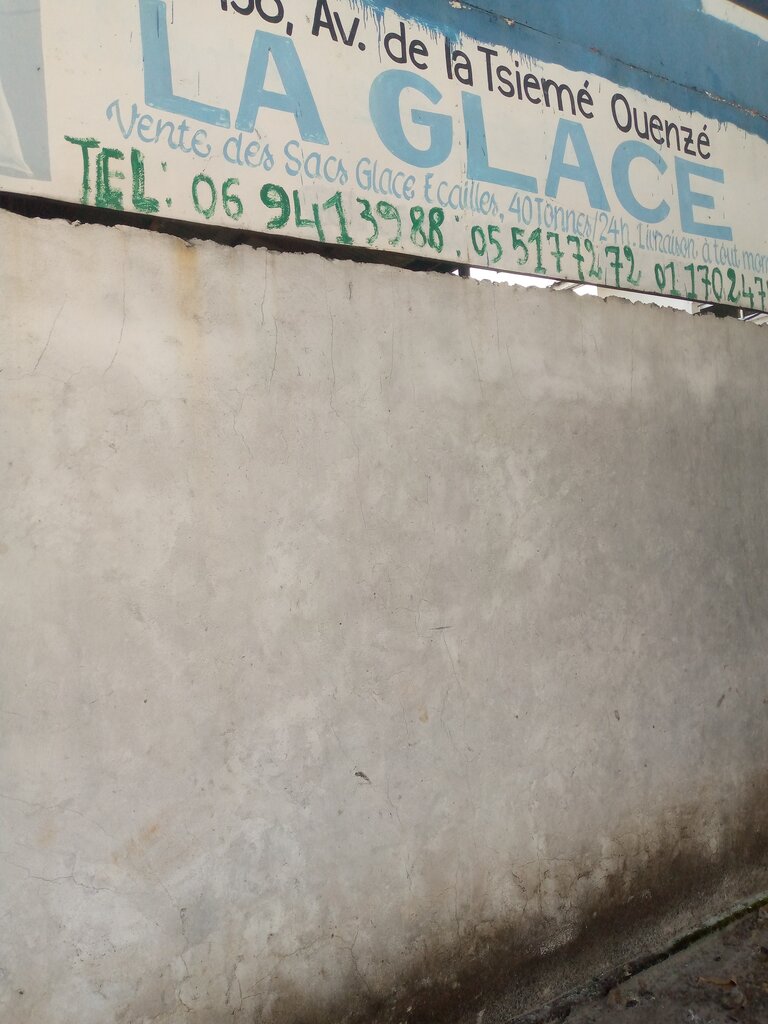 Av. de la Tsiemé Ouenzé
LA GLACE
Vente des Sacs Glace Ecailles, 40 Tonnes/24h. Livraison à tout
TEL: 06 941 39 88 : 05 517 72 72 01 170 247